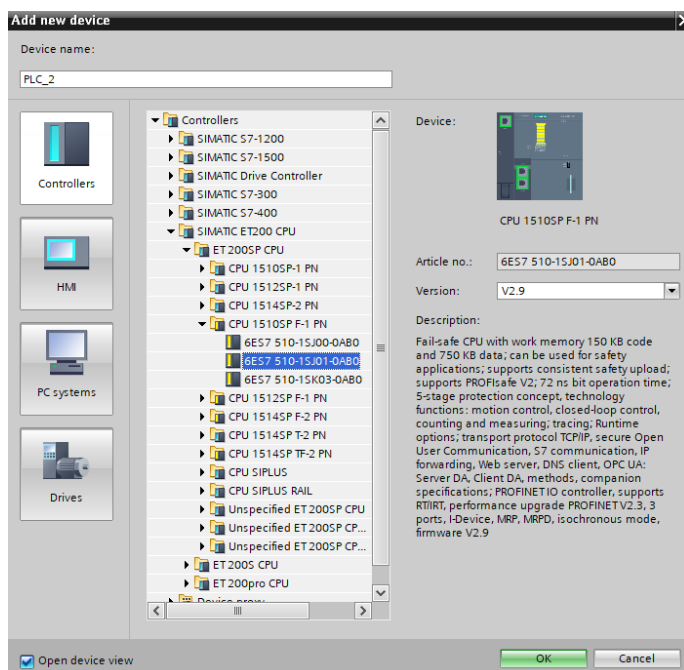 Add new device
Device name:
PLC_2
Controllers
HMI
PC systems
Drives
Controllers
SIMATIC S7-1200
SIMATIC S7-1500
SIMATIC Drive Controller
SIMATIC S7-300
SIMATIC S7-400
SIMATIC ET200 CPU
ET 200SP CPU
CPU 1510SP-1 PN
CPU 1512SP-1 PN
CPU 1514SP-2 PN
CPU 1510SP F-1 PN
6ES7 510-1SJ00-0AB0
6ES7 510-1SJ01-0AB0
6ES7 510-1SK03-0AB0
CPU 1512SP F-1 PN
CPU 1514SP F-2 PN
CPU 1514SP T-2 PN
CPU 1514SP TF-2 PN
CPU SIPLUS
CPU SIPLUS RAIL
Unspecified ET 200SP CPU
Unspecified ET 200SP CP...
Unspecified ET 200SP CP...
ET 200S CPU
ET 200pro CPU
Device proxy
Device:
CPU 1510SP F-1 PN
Article no.:
6ES7 510-1SJ01-0AB0
Version:
V2.9
Description:
Fail-safe CPU with work memory 150 KB code
and 750 KB data; can be used for safety
applications; supports consistent safety upload;
supports PROFIsafe V2; 72 ns bit operation time;
5-stage protection concept, technology
functions: motion control, closed-loop control,
counting and measuring; tracing; Runtime
options; transport protocol TCP/IP, secure Open
User Communication, S7 communication, IP
forwarding, Web server, DNS client, OPC UA:
Server DA, Client DA, methods, companion
specifications; PROFINET IO controller, supports
RT/IRT, performance upgrade PROFINET V2.3, 3
ports, I-Device, MRP, MRPD, isochronous mode,
firmware V2.9
Open device view
OK
Cancel